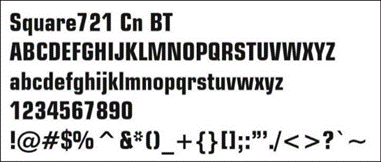 Square721 Cn BT
ABCDEFGHIJKLMNOPQRSTUVWXYZ
abcdefghijklmnopqrstuvwxyz
1234567890
!@#$%^&*()_+{}[];:"'./<>?`~